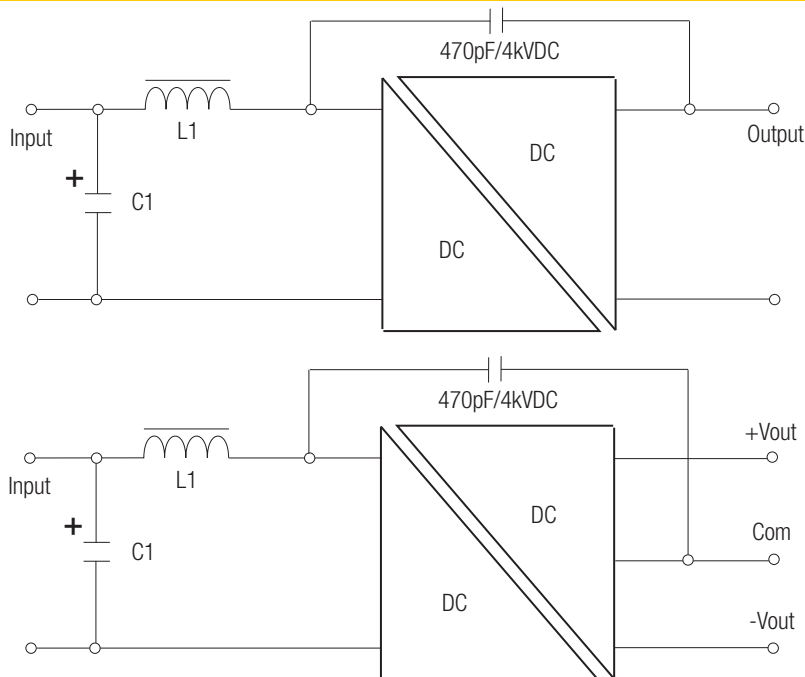 470pF/4kVDC
Input
L1
DC
Output
+
C1
DC
470pF/4kVDC
+Vout
Input
L1
DC
Com
+
C1
DC
-Vout